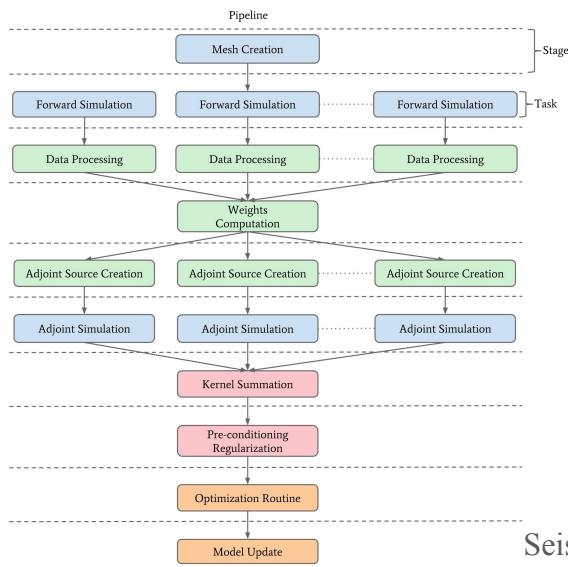 Pipeline
Mesh Creation
Stage
Forward Simulation
Forward Simulation
Forward Simulation
Task
Data Processing
Data Processing
Data Processing
Weights
Computation
Adjoint Source Creation
Adjoint Source Creation
Adjoint Source Creation
Adjoint Simulation
Adjoint Simulation
Adjoint Simulation
Kernel Summation
Pre-conditioning
Regularization
Optimization Routine
Seis
Model Update